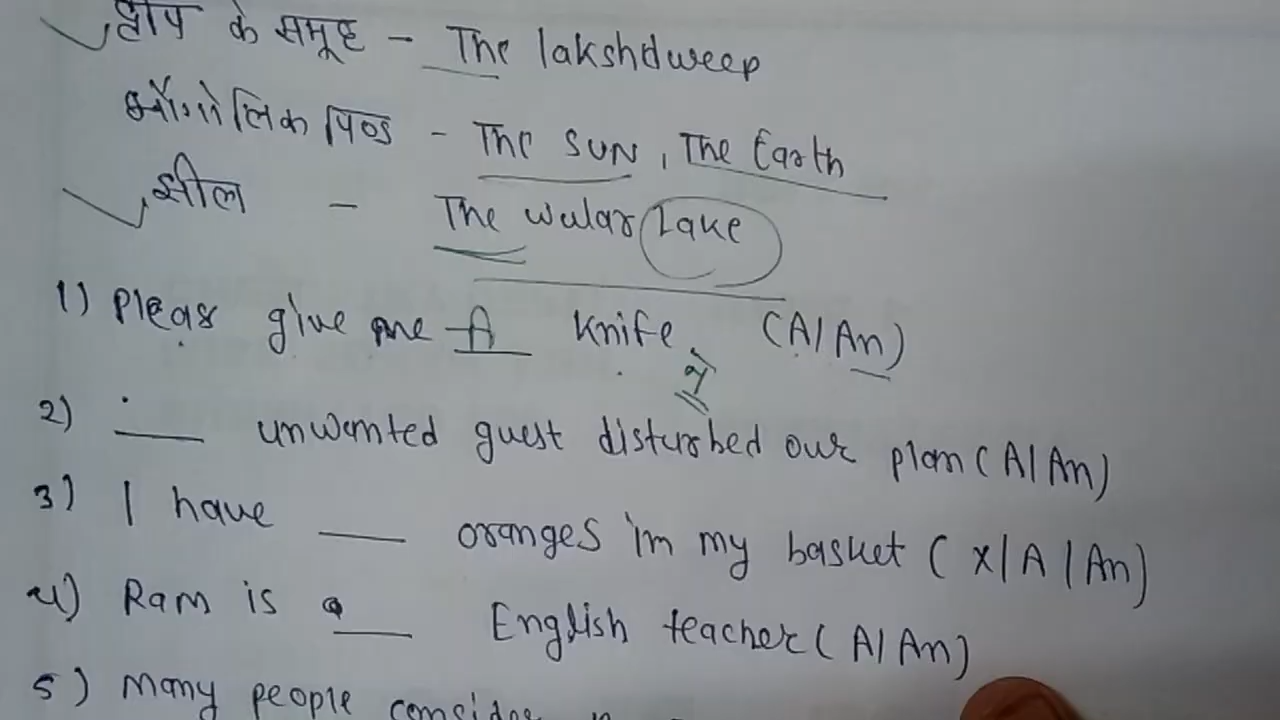 द्वीप के समूह - The lakshdweep
भौगोलिक पिण्ड - The SUN, The Earth
झील - The wular Lake
1) Pleas give me A knife (A/An)
न
2) ___ unwanted guest disturbed our plan (A/An)
3) I have ___ oranges in my basket (X/A/An)
4) Ram is a ___ English teacher (A/An)
5) Many people